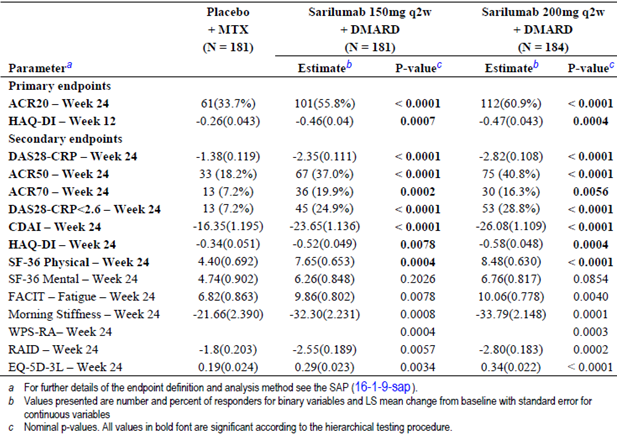 Placebo Sarilumab 150mg q2w Sarilumab 200mg q2w
+ MTX + DMARD + DMARD
(N = 181) (N = 181) (N = 184)
Parametera Estimateb P-valuec Estimateb P-valuec
Primary endpoints
ACR20 – Week 24 61(33.7%) 101(55.8%) < 0.0001 112(60.9%) < 0.0001
HAQ-DI – Week 12 -0.26(0.043) -0.46(0.04) 0.0007 -0.47(0.043) 0.0004
Secondary endpoints
DAS28-CRP – Week 24 -1.38(0.119) -2.35(0.111) < 0.0001 -2.82(0.108) < 0.0001
ACR50 – Week 24 33 (18.2%) 67 (37.0%) < 0.0001 75 (40.8%) < 0.0001
ACR70 – Week 24 13 (7.2%) 36 (19.9%) 0.0002 30 (16.3%) 0.0056
DAS28-CRP<2.6 – Week 24 13 (7.2%) 45 (24.9%) < 0.0001 53 (28.8%) < 0.0001
CDAI – Week 24 −16.35(1.195) −23.65(1.136) < 0.0001 −26.08(1.109) < 0.0001
HAQ-DI – Week 24 -0.34(0.051) -0.52(0.049) 0.0078 -0.58(0.048) 0.0004
SF-36 Physical – Week 24 4.40(0.692) 7.65(0.653) 0.0004 8.48(0.630) < 0.0001
SF-36 Mental – Week 24 4.74(0.902) 6.26(0.848) 0.2026 6.76(0.817) 0.0854
FACIT – Fatigue – Week 24 6.82(0.863) 9.86(0.802) 0.0078 10.06(0.778) 0.0040
Morning Stiffness – Week 24 -21.66(2.390) -32.30(2.231) 0.0008 -33.79(2.148) 0.0001
WPS-RA– Week 24 0.0004 0.0003
RAID – Week 24 -1.8(0.203) -2.55(0.189) 0.0057 -2.80(0.183) 0.0002
EQ-5D-3L – Week 24 0.19(0.024) 0.29(0.023) 0.0034 0.34(0.022) < 0.0001
a For further details of the endpoint definition and analysis method see the SAP (16-1-9-sap).
b Values presented are number and percent of responders for binary variables and LS mean change from baseline with standard error for
continuous variables
c Nominal p-values. All values in bold font are significant according to the hierarchical testing procedure.